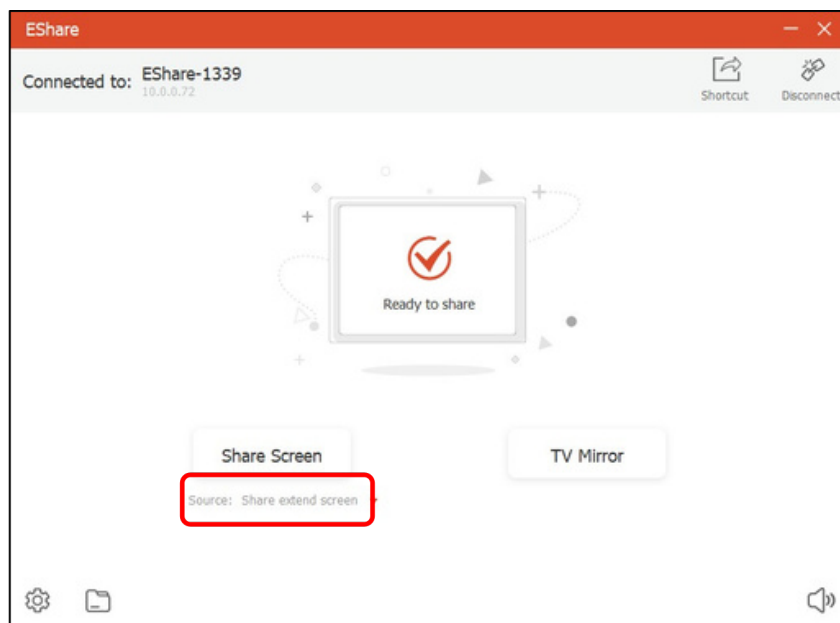 EShare
Connected to: EShare-1339
10.0.0.72
Shortcut
Disconnect
Ready to share
Share Screen
TV Mirror
Source: Share extend screen